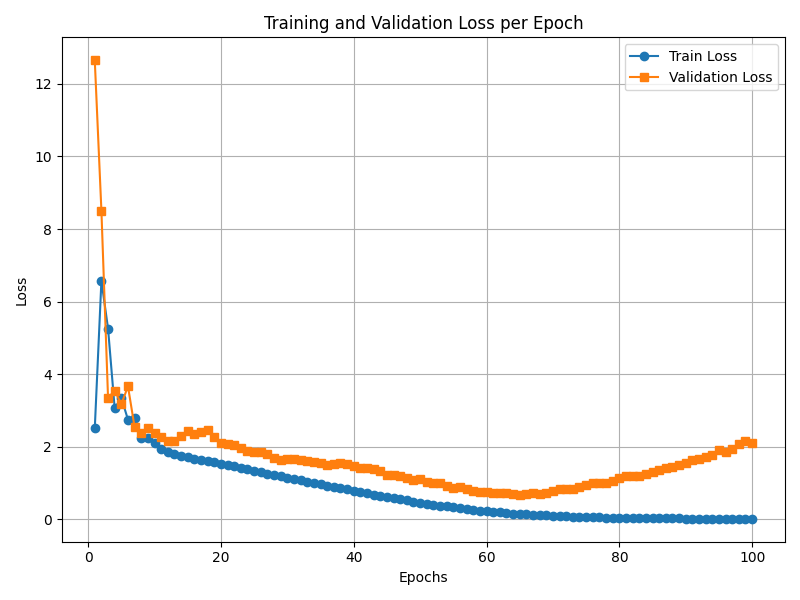 Training and Validation Loss per Epoch
Train Loss
Validation Loss
12
10
8
6
4
2
0
Loss
0 20 40 60 80 100
Epochs